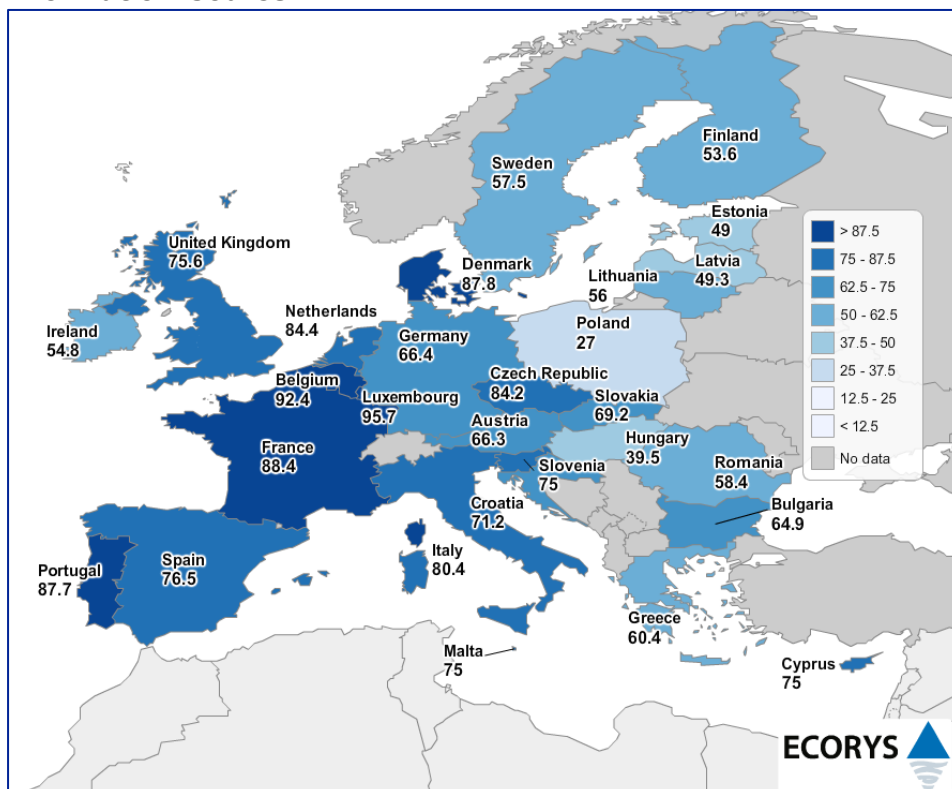 Finland
53.6
Sweden
57.5
Estonia
49
United Kingdom
75.6
Latvia
49.3
Denmark
87.8
Lithuania
56
Netherlands
84.4
Ireland
54.8
Germany
66.4
Poland
27
Belgium
92.4
Czech Republic
84.2
Luxembourg
95.7
Slovakia
69.2
Austria
66.3
France
88.4
Hungary
39.5
Slovenia
75
Romania
58.4
Croatia
71.2
Bulgaria
64.9
Italy
80.4
Portugal
87.7
Spain
76.5
Greece
60.4
Malta
75
Cyprus
75
> 87.5
75 - 87.5
62.5 - 75
50 - 62.5
37.5 - 50
25 - 37.5
12.5 - 25
< 12.5
No data
ECORYS